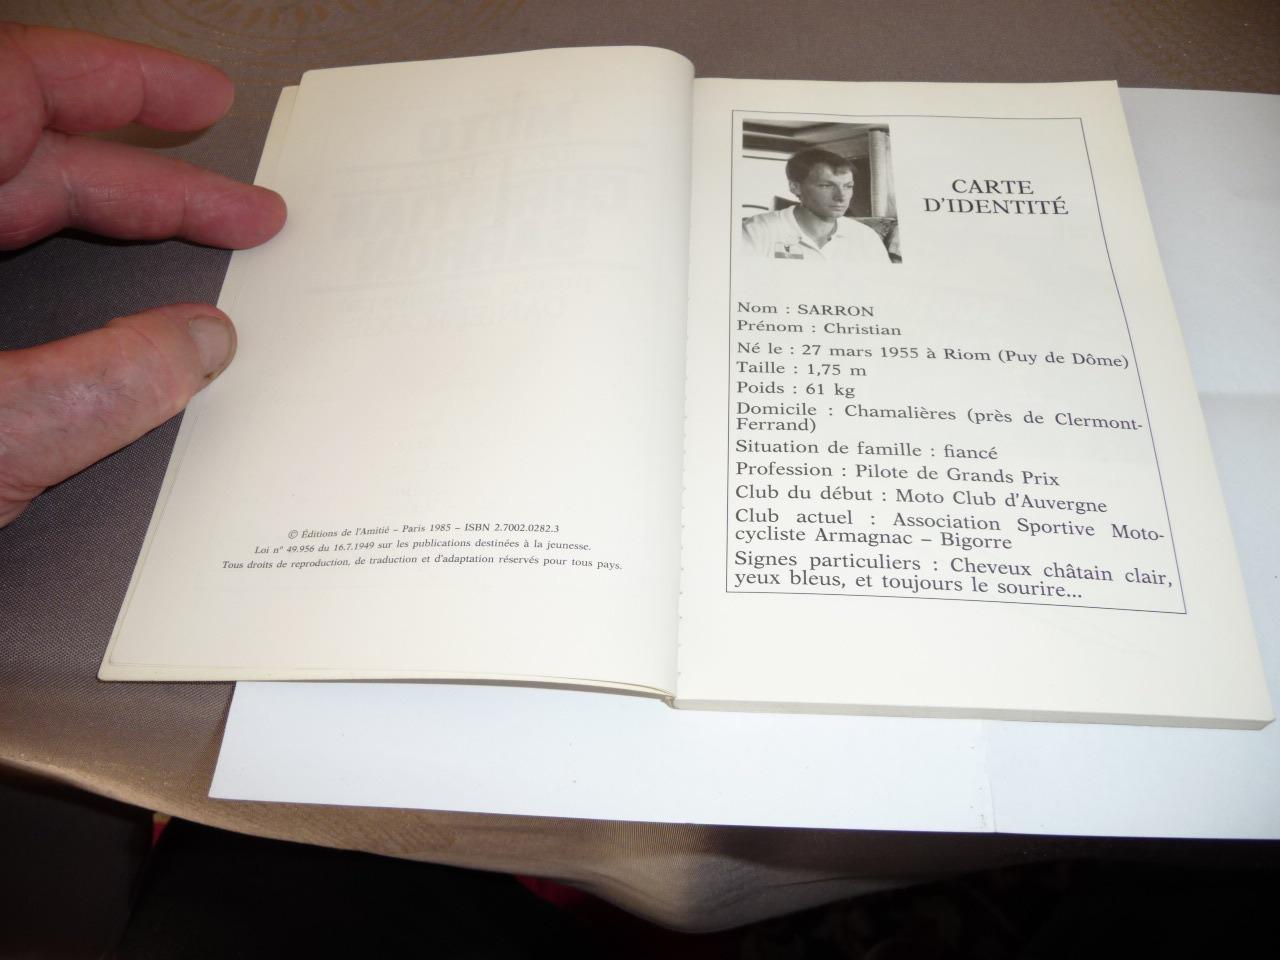 © Éditions de l'Amitié – Paris 1985 – ISBN 2.7002.0282.3
Loi n° 49.956 du 16.7.1949 sur les publications destinées à la jeunesse.
Tous droits de reproduction, de traduction et d'adaptation réservés pour tous pays.
CARTE
D'IDENTITÉ
Nom : SARRON
Prénom : Christian
Né le : 27 mars 1955 à Riom (Puy de Dôme)
Taille : 1,75 m
Poids : 61 kg
Domicile : Chamalières (près de Clermont-
Ferrand)
Situation de famille : fiancé
Profession : Pilote de Grands Prix
Club du début : Moto Club d'Auvergne
Club actuel : Association Sportive Moto-
cycliste Armagnac – Bigorre
Signes particuliers : Cheveux châtain clair,
yeux bleus, et toujours le sourire...